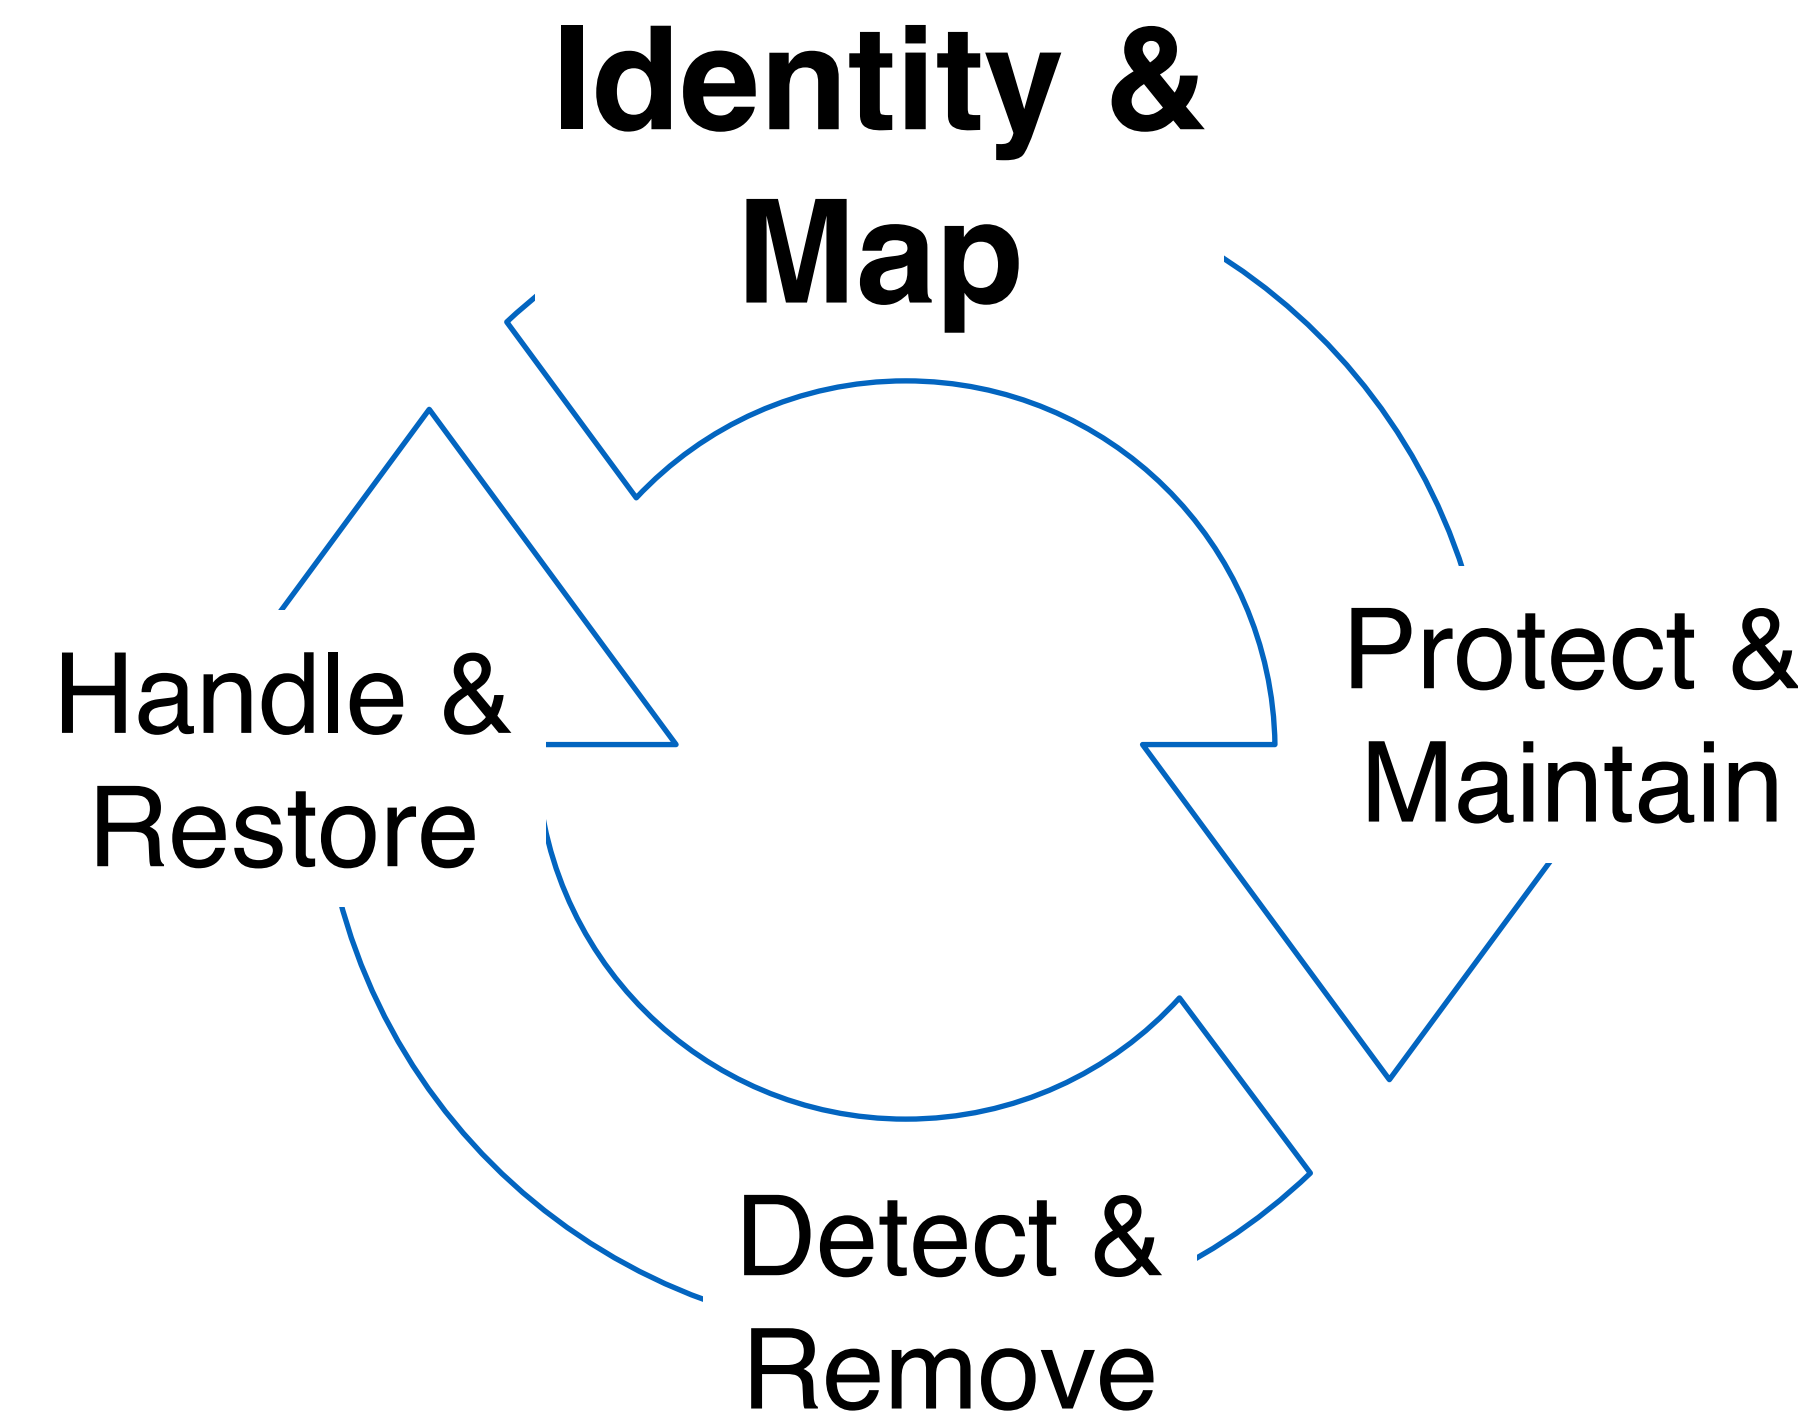 Identity &
Map
Protect &
Maintain
Detect &
Remove
Handle &
Restore